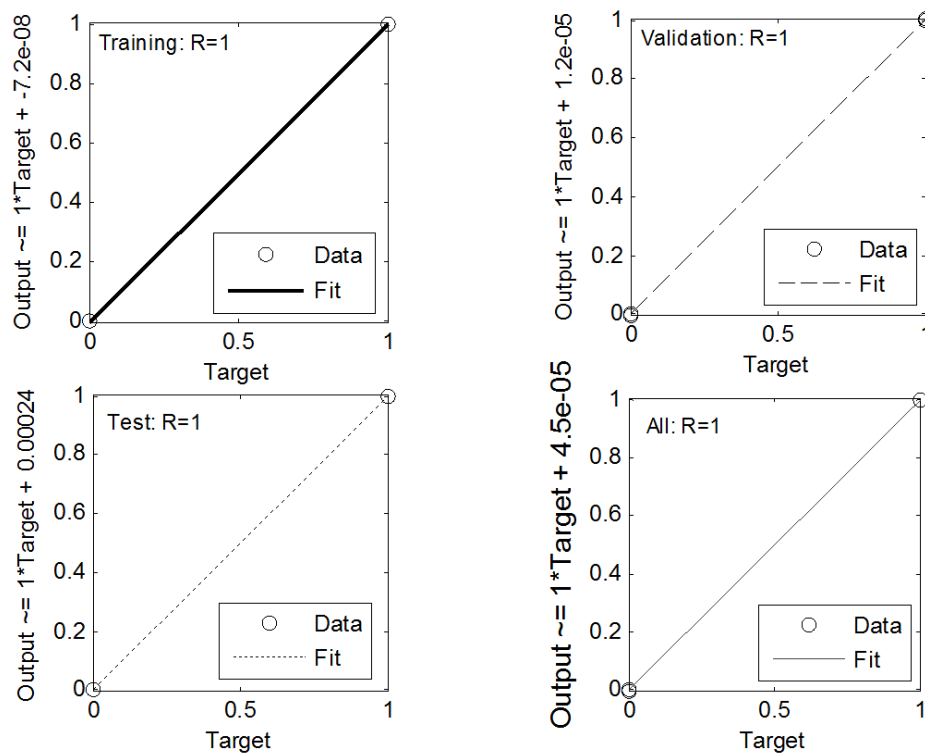 Output ~= 1*Target + -7.2e-08
1
0.8
0.6
0.4
0.2
0
Training: R=1
Data
Fit
0
0.5
1
Target
Output ~= 1*Target + 1.2e-05
1
0.8
0.6
0.4
0.2
0
Validation: R=1
Data
Fit
0
0.5
1
Target
Output ~= 1*Target + 0.00024
1
0.8
0.6
0.4
0.2
0
Test: R=1
Data
Fit
0
0.5
1
Target
Output ~= 1*Target + 4.5e-05
1
0.8
0.6
0.4
0.2
0
All: R=1
Data
Fit
0
0.5
1
Target